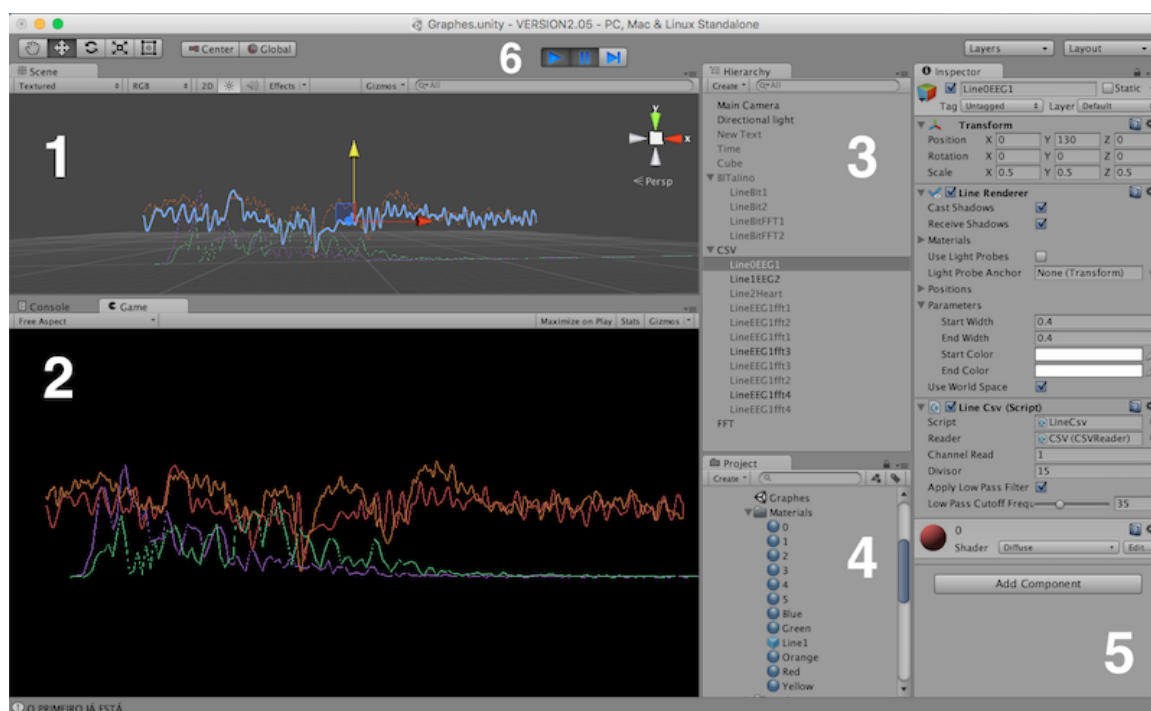 Graphes.unity - VERSION2.05 - PC, Mac & Linux Standalone
Center Global
6
Layers Layout
Scene
Textured RGB 2D Effects Gizmos All
1
y
x
Persp
Console Game
Free Aspect Maximize on Play Stats Gizmos
2
Hierarchy
Create All
Main Camera
Directional light
New Text
Time
Cube
BITalino
LineBit1
LineBit2
LineBitFFT1
LineBitFFT2
CSV
Line0EEG1
Line1EEG2
Line2Heart
LineEEG1fft1
LineEEG1fft2
LineEEG1fft1
LineEEG1fft3
LineEEG1fft3
LineEEG1fft2
LineEEG1fft4
LineEEG1fft4
FFT
3
Project
Create
Graphes
Materials
0
1
2
3
4
5
Blue
Green
Line1
Orange
Red
Yellow
4
Inspector
Line0EEG1 Static
Tag Untagged Layer Default
Transform
Position X 0 Y 130 Z 0
Rotation X 0 Y 0 Z 0
Scale X 0.5 Y 0.5 Z 0.5
Line Renderer
Cast Shadows
Receive Shadows
Materials
Use Light Probes
Light Probe Anchor None (Transform)
Positions
Parameters
Start Width 0.4
End Width 0.4
Start Color
End Color
Use World Space
Line Csv (Script)
Script LineCsv
Reader CSV (CSVReader)
Channel Read 1
Divisor 15
Apply Low Pass Filter
Low Pass Cutoff Frequ 35
0
Shader Diffuse Edit...
Add Component
5
O PRIMEIRO JÁ ESTÁ